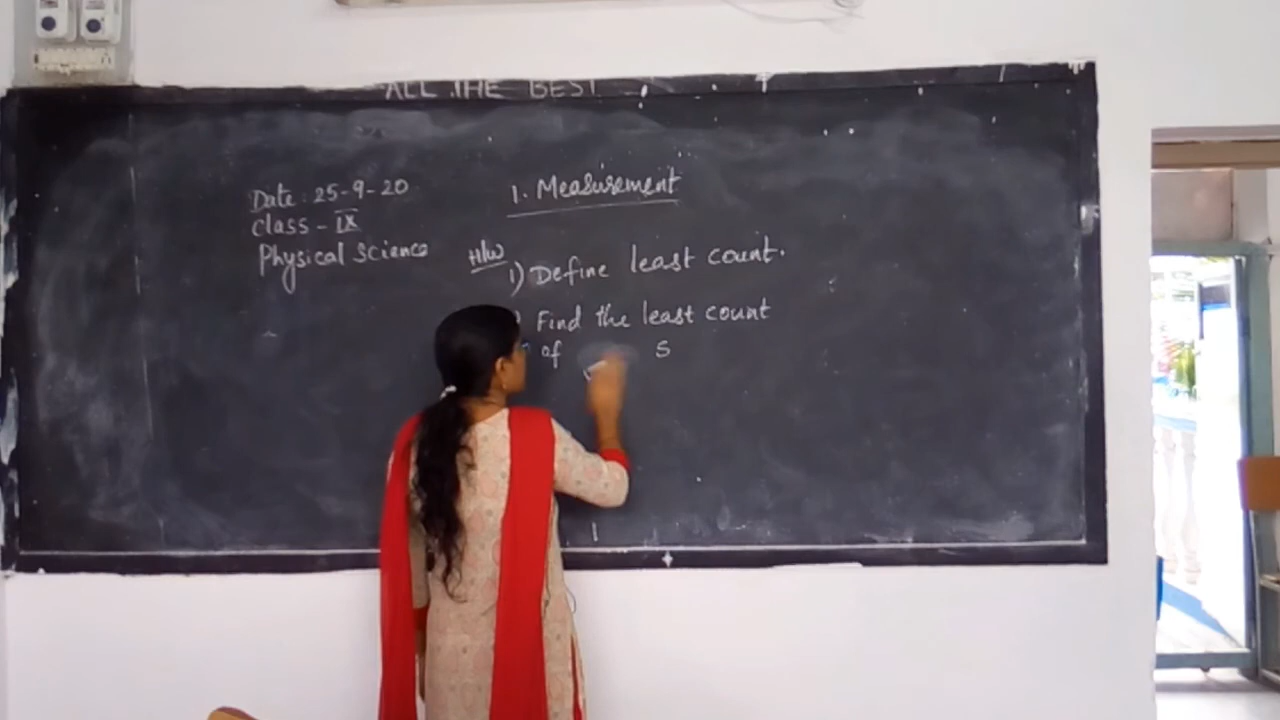 ALL THE BEST
Date : 25-9-20
Class - IX
Physical Science
1. Measurement
H/W
1) Define least count.
) Find the least count
of S